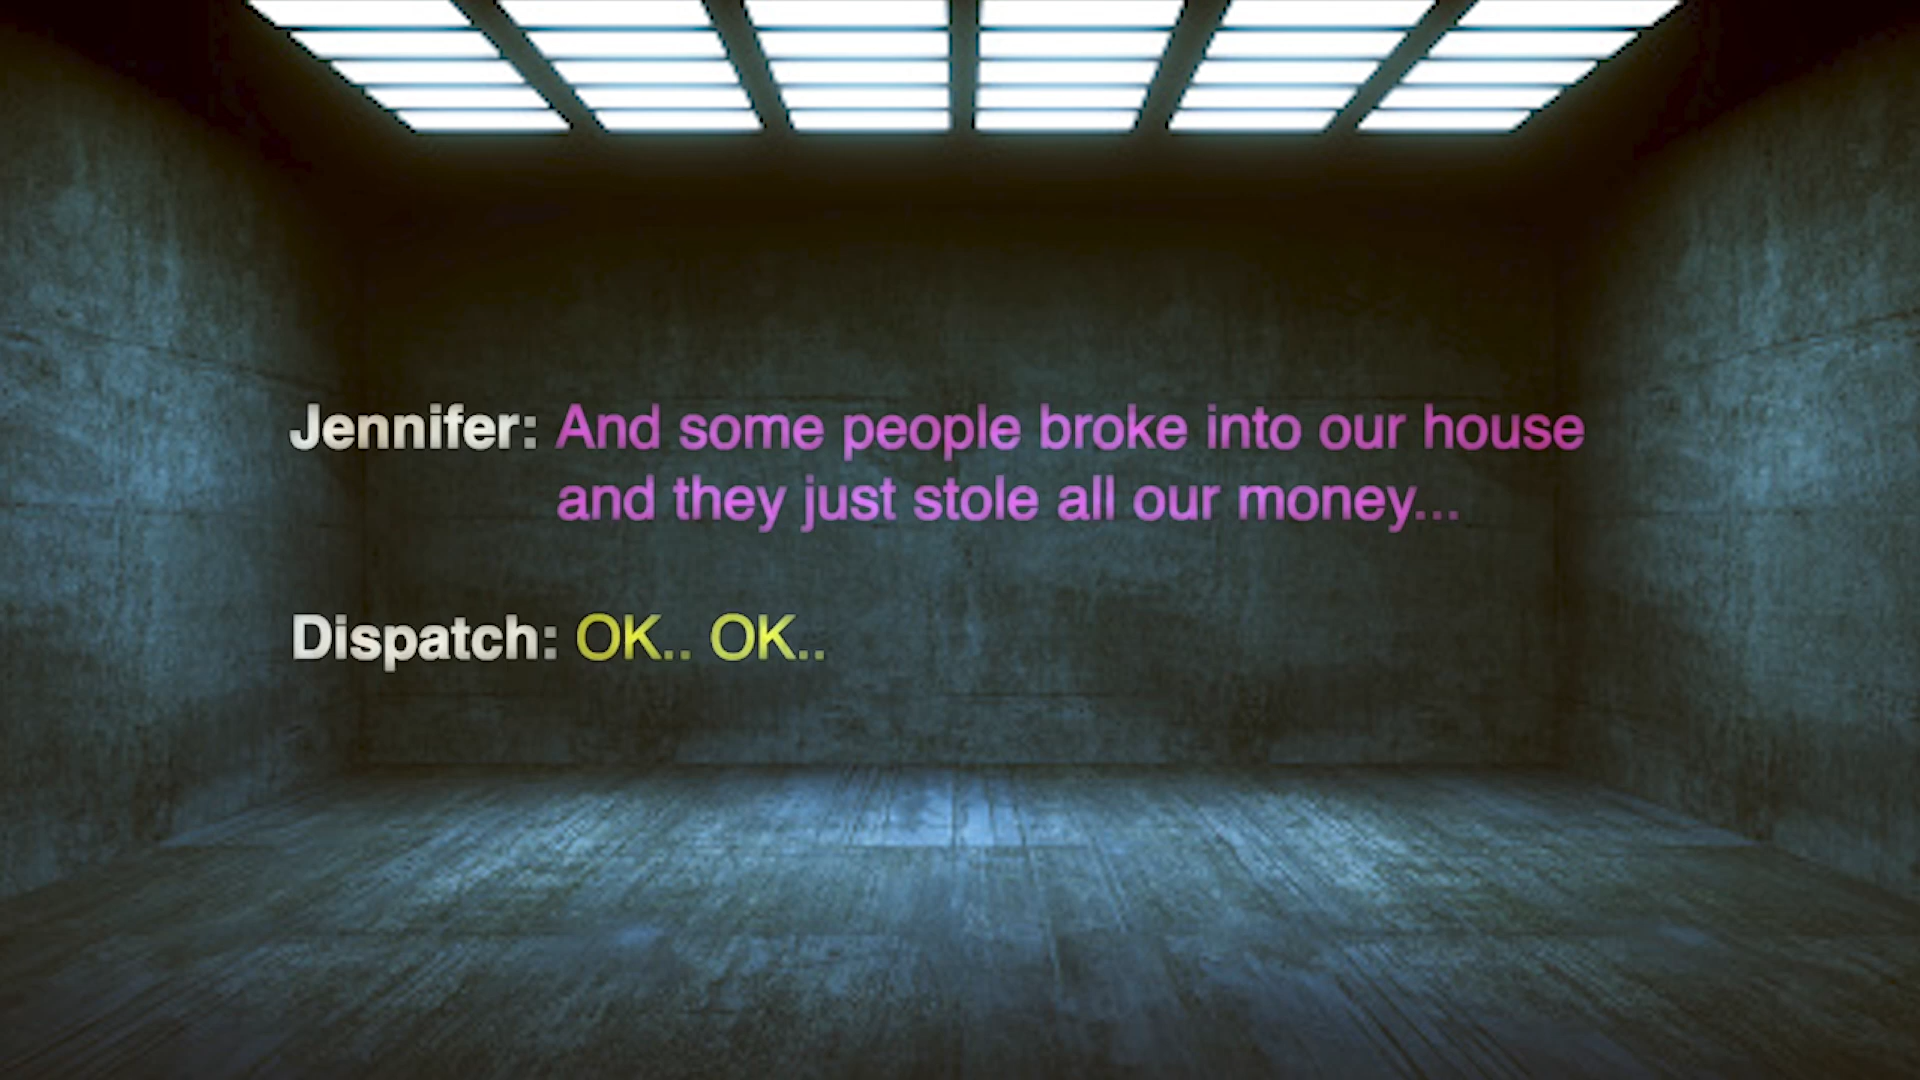 Jennifer: And some people broke into our house
and they just stole all our money...
Dispatch: OK.. OK..